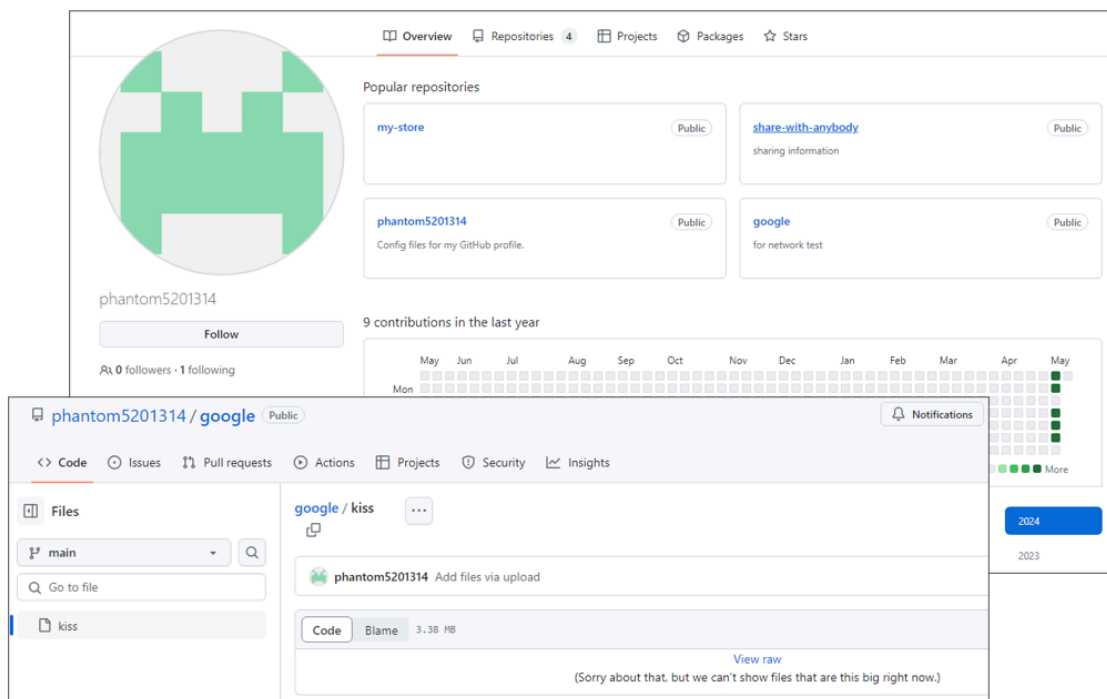 Overview Repositories 4 Projects Packages Stars
Popular repositories
my-store Public
share-with-anybody Public
sharing information
phantom5201314 Public
Config files for my GitHub profile.
google Public
for network test
phantom5201314
Follow
0 followers · 1 following
9 contributions in the last year
May Jun Jul Aug Sep Oct Nov Dec Jan Feb Mar Apr May
Mon
More
2024
2023
phantom5201314 / google Public
Notifications
Code Issues Pull requests Actions Projects Security Insights
Files
main
Go to file
kiss
google / kiss
phantom5201314 Add files via upload
Code Blame 3.38 MB
View raw
(Sorry about that, but we can't show files that are this big right now.)